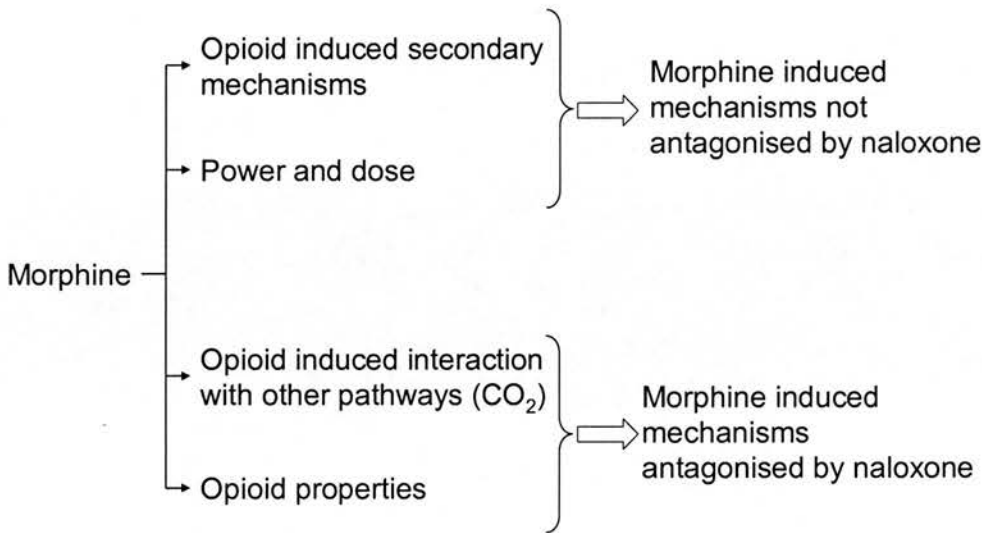 Opioid induced secondary
mechanisms
Power and dose
Morphine induced
mechanisms not
antagonised by naloxone
Morphine
Opioid induced interaction
with other pathways (CO₂)
Opioid properties
Morphine induced
mechanisms
antagonised by naloxone